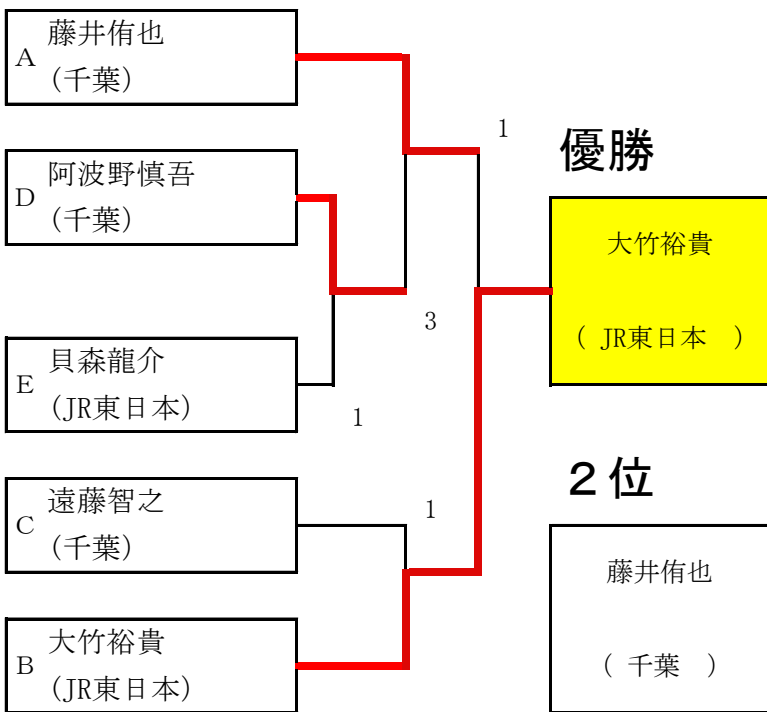 A 藤井侑也
(千葉)
1
優勝
D 阿波野慎吾
(千葉)
大竹裕貴
( JR東日本 )
3
E 貝森龍介
(JR東日本)
1
2位
C 遠藤智之
(千葉)
1
藤井侑也
( 千葉 )
B 大竹裕貴
(JR東日本)